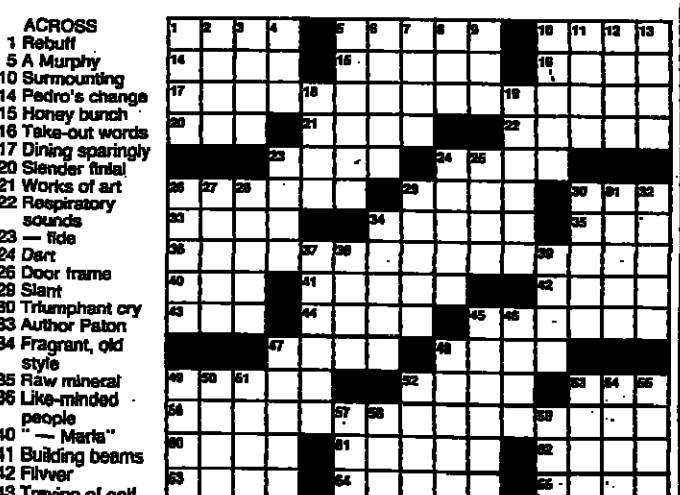 ACROSS
1 Rebuff
5 A Murphy
10 Surmounting
14 Pedro's change
15 Honey bunch
16 Take-out words
17 Dining sparingly
20 Slender finial
21 Works of art
22 Respiratory
sounds
23 — fide
24 Dart
26 Door frame
29 Slant
30 Triumphant cry
33 Author Paton
34 Fragrant, old
style
35 Raw mineral
36 Like-minded
people
40 " — Maria"
41 Building beams
42 Flivver
1 2 3 4 5 6 7 8 9 10 11 12 13
14 15 16
17 18 19
20 21 22
23 24 25
26 27 28 29 30 31 32
33 34 35
36 37 38 39
40 41 42
43 44 45 46
47 48
49 50 51 52 53 54 55
56 57 58 59
60 61 62
63 64 65